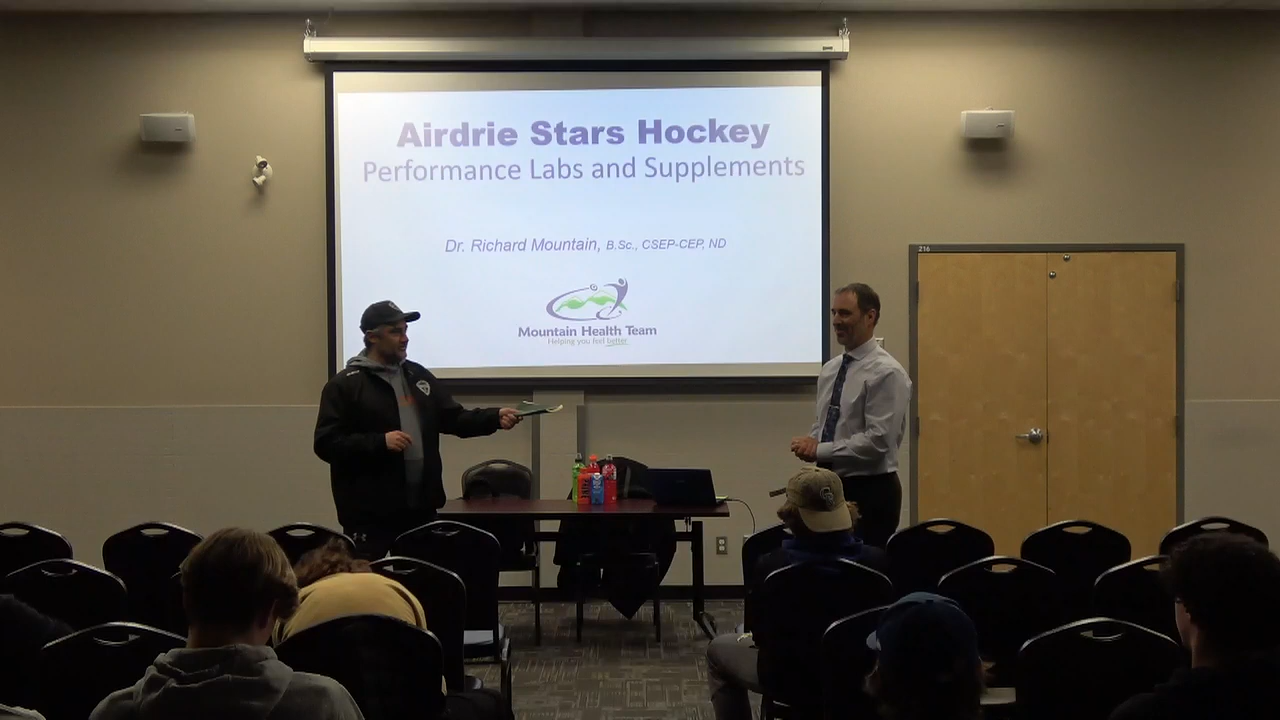 Airdrie Stars Hockey
Performance Labs and Supplements
Dr. Richard Mountain, B.Sc., CSEP-CEP, ND
Mountain Health Team
Helping you feel better
216